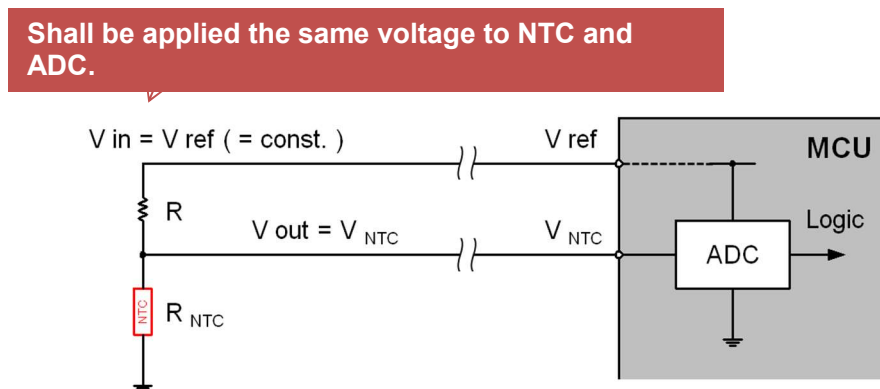 Shall be applied the same voltage to NTC and
ADC.
V in = V ref ( = const. )
V ref
MCU
R
V out = V NTC
V NTC
ADC
Logic
NTC
R NTC